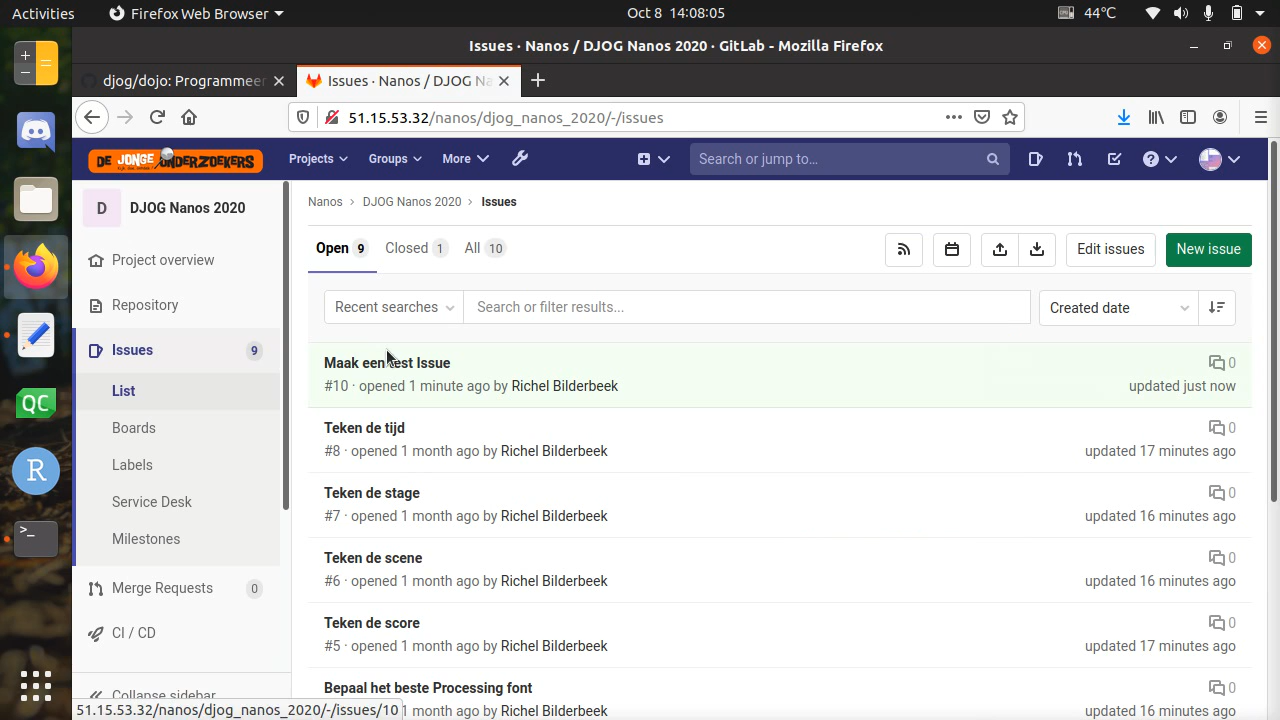 Activities Firefox Web Browser Oct 8 14:08:05 44°C
Issues · Nanos / DJOG Nanos 2020 · GitLab - Mozilla Firefox
djog/dojo: Programmeer Issues · Nanos / DJOG Na
51.15.53.32/nanos/djog_nanos_2020/-/issues
DE JONGE ONDERZOEKERS Projects Groups More Search or jump to...
D DJOG Nanos 2020
Project overview
Repository
Issues 9
List
Boards
Labels
Service Desk
Milestones
Merge Requests 0
CI / CD
Collapse sidebar
Nanos > DJOG Nanos 2020 > Issues
Open 9 Closed 1 All 10 Edit issues New issue
Recent searches Search or filter results... Created date
Maak een test Issue 0
#10 · opened 1 minute ago by Richel Bilderbeek updated just now
Teken de tijd 0
#8 · opened 1 month ago by Richel Bilderbeek updated 17 minutes ago
Teken de stage 0
#7 · opened 1 month ago by Richel Bilderbeek updated 16 minutes ago
Teken de scene 0
#6 · opened 1 month ago by Richel Bilderbeek updated 16 minutes ago
Teken de score 0
#5 · opened 1 month ago by Richel Bilderbeek updated 17 minutes ago
Bepaal het beste Processing font 0
1 month ago by Richel Bilderbeek updated 16 minutes ago
51.15.53.32/nanos/djog_nanos_2020/-/issues/10
QC
R
>_